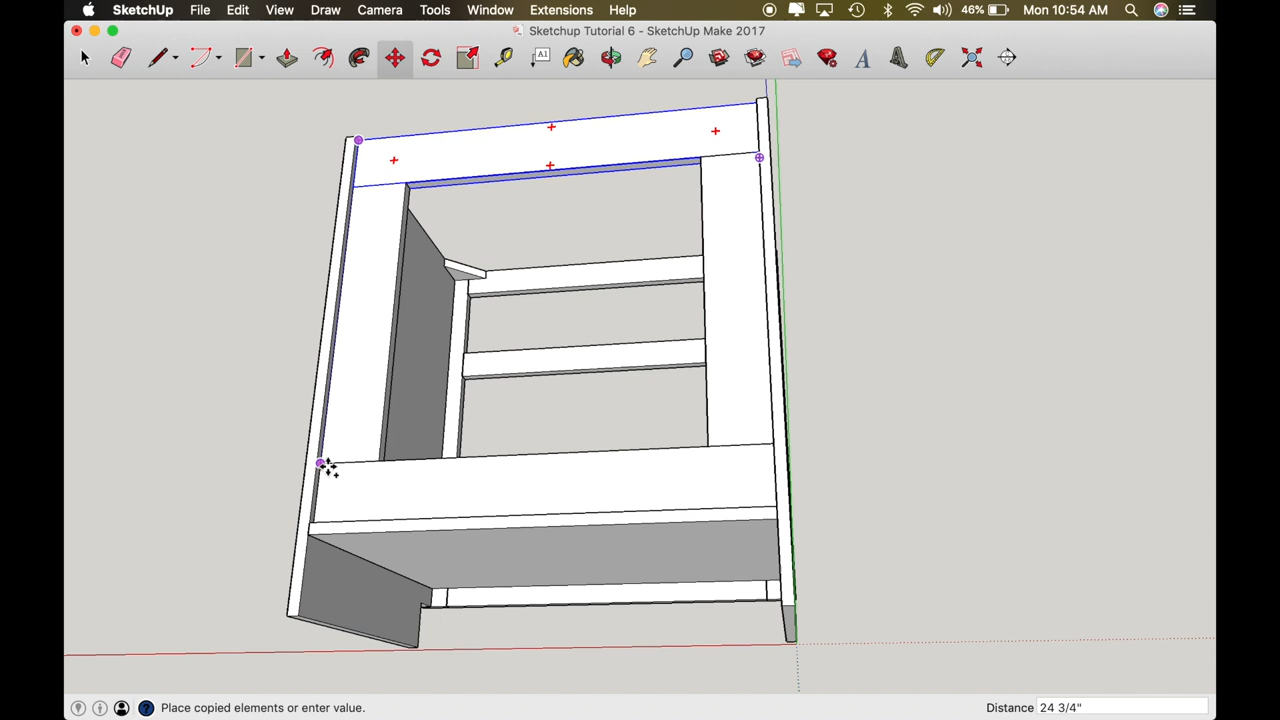 SketchUp File Edit View Draw Camera Tools Window Extensions Help 46% Mon 10:54 AM
Sketchup Tutorial 6 - SketchUp Make 2017
A1
Place copied elements or enter value. Distance 24 3/4"